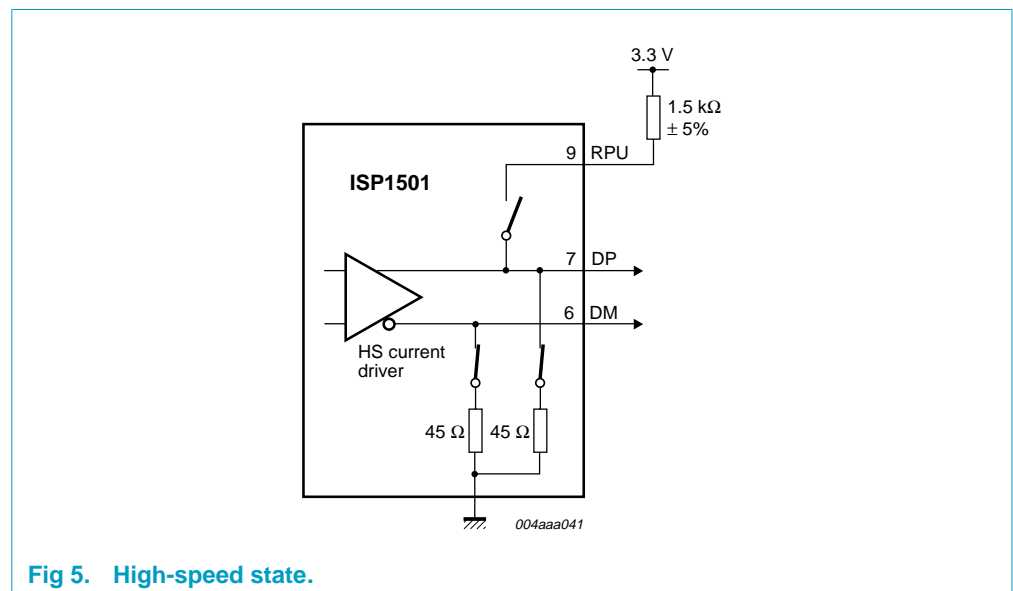 3.3 V
1.5 kΩ
± 5%
9 RPU
ISP1501
7 DP
6 DM
HS current
driver
45 Ω 45 Ω
004aaa041
Fig 5. High-speed state.